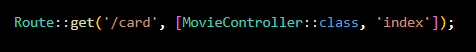 Route::get('/card', [MovieController::class, 'index']);